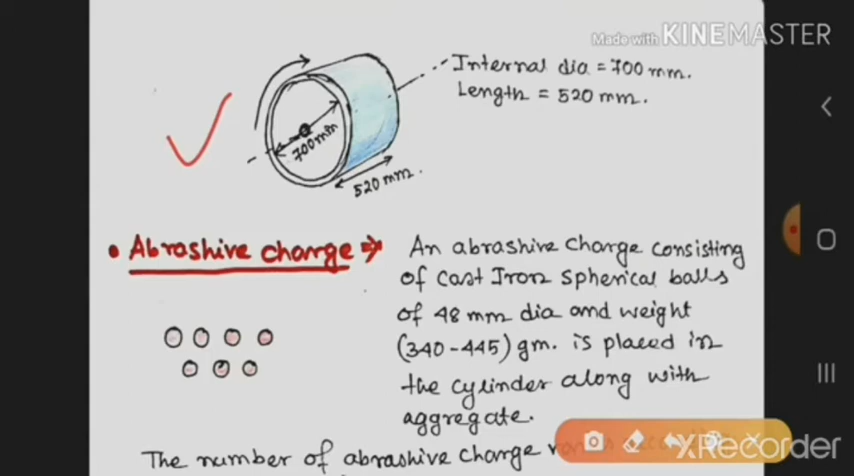 Made with KINEMASTER
Internal dia = 700 mm.
Length = 520 mm.
700 mm
520 mm.
• Abrashive charge ⇒
An abrashive charge consisting
of cast Iron spherical balls
of 48 mm dia and weight
(340-445) gm. is placed in
the cylinder along with
aggregate.
The number of abrashive charge
XRecorder